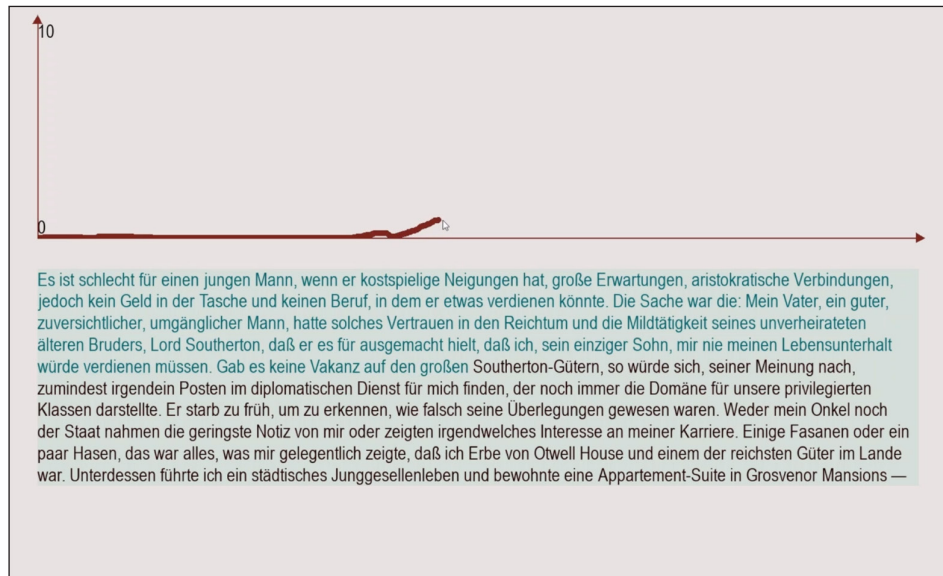 10
0
Es ist schlecht für einen jungen Mann, wenn er kostspielige Neigungen hat, große Erwartungen, aristokratische Verbindungen,
jedoch kein Geld in der Tasche und keinen Beruf, in dem er etwas verdienen könnte. Die Sache war die: Mein Vater, ein guter,
zuversichtlicher, umgänglicher Mann, hatte solches Vertrauen in den Reichtum und die Mildtätigkeit seines unverheirateten
älteren Bruders, Lord Southerton, daß er es für ausgemacht hielt, daß ich, sein einziger Sohn, mir nie meinen Lebensunterhalt
würde verdienen müssen. Gab es keine Vakanz auf den großen Southerton-Gütern, so würde sich, seiner Meinung nach,
zumindest irgendein Posten im diplomatischen Dienst für mich finden, der noch immer die Domäne für unsere privilegierten
Klassen darstellte. Er starb zu früh, um zu erkennen, wie falsch seine Überlegungen gewesen waren. Weder mein Onkel noch
der Staat nahmen die geringste Notiz von mir oder zeigten irgendwelches Interesse an meiner Karriere. Einige Fasanen oder ein
paar Hasen, das war alles, was mir gelegentlich zeigte, daß ich Erbe von Otwell House und einem der reichsten Güter im Lande
war. Unterdessen führte ich ein städtisches Junggesellenleben und bewohnte eine Appartement-Suite in Grosvenor Mansions —